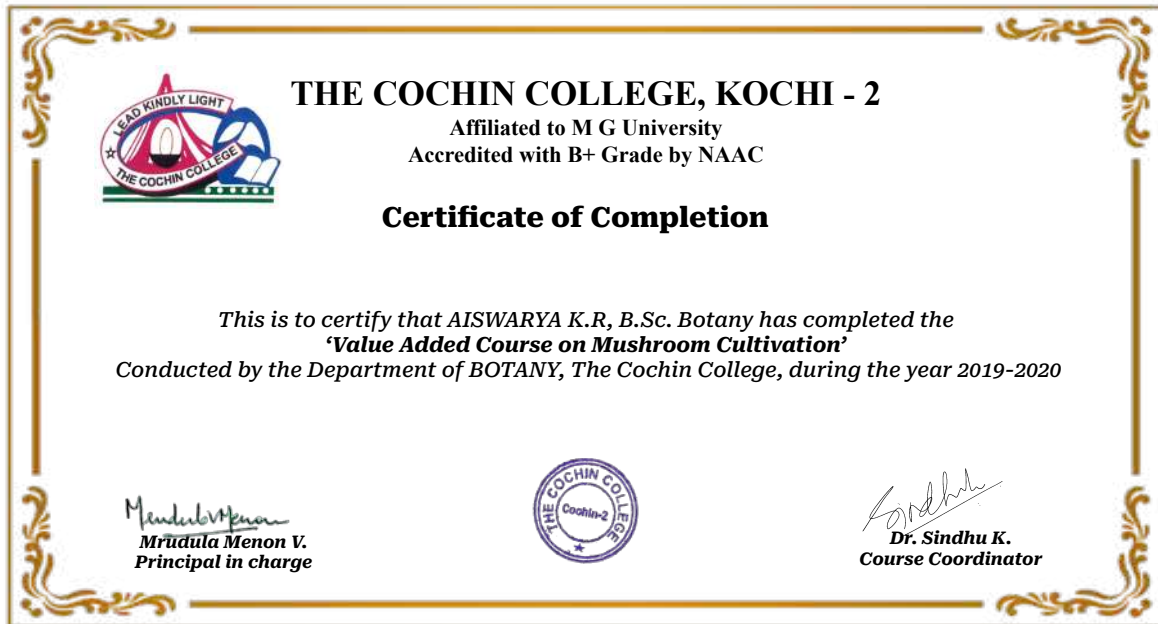 LEAD KINDLY LIGHT
THE COCHIN COLLEGE
THE COCHIN COLLEGE, KOCHI - 2
Affiliated to M G University
Accredited with B+ Grade by NAAC
Certificate of Completion
This is to certify that AISWARYA K.R, B.Sc. Botany has completed the
‘Value Added Course on Mushroom Cultivation’
Conducted by the Department of BOTANY, The Cochin College, during the year 2019-2020
THE COCHIN COLLEGE
Cochin-2
Sindhu
Mrudula Menon V.
Principal in charge
Dr. Sindhu K.
Course Coordinator